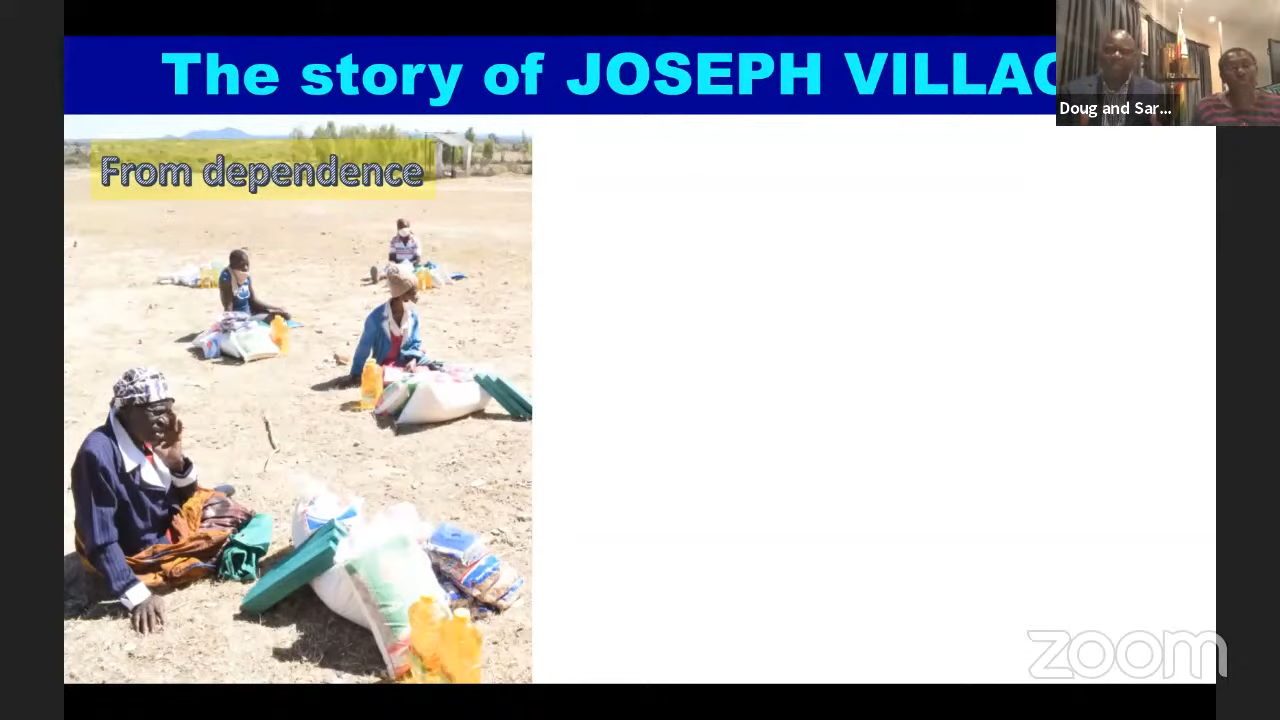 The story of JOSEPH VILLAG
Doug and Sar...
From dependence
zoom